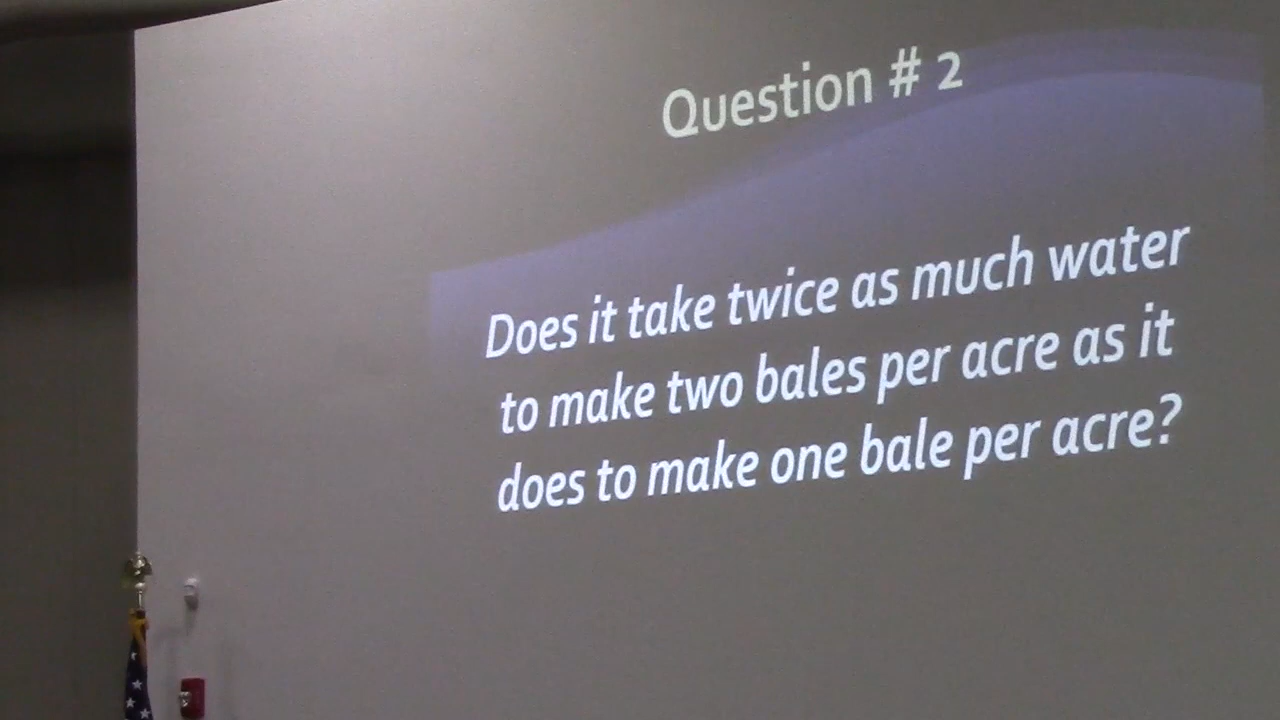 Question # 2
Does it take twice as much water
to make two bales per acre as it
does to make one bale per acre?